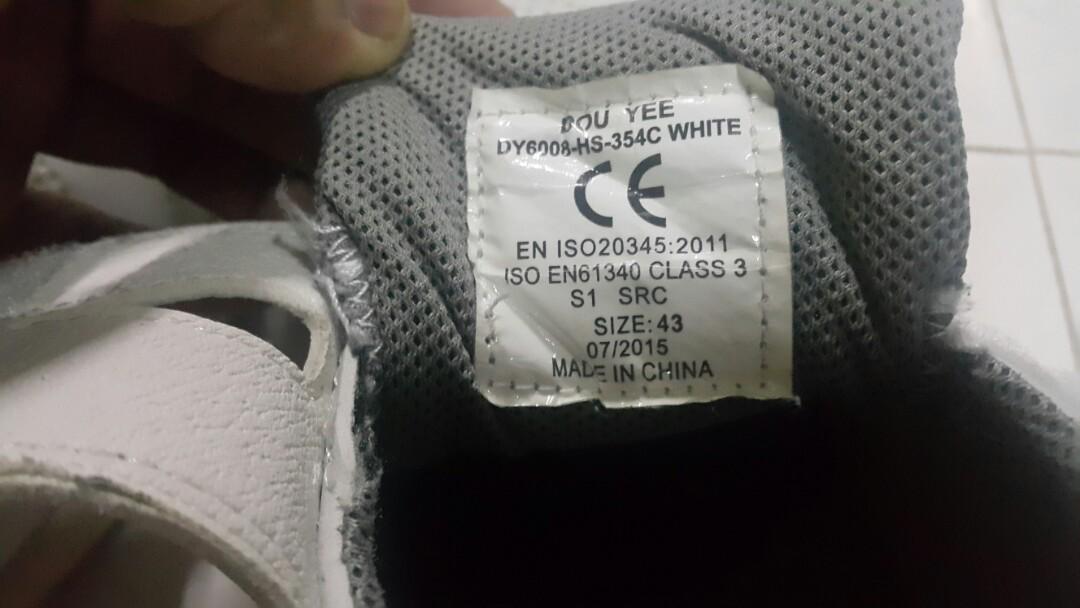 BOU YEE
DY6008-HS-354C WHITE
CE
EN ISO20345:2011
ISO EN61340 CLASS 3
S1 SRC
SIZE:43
07/2015
MADE IN CHINA